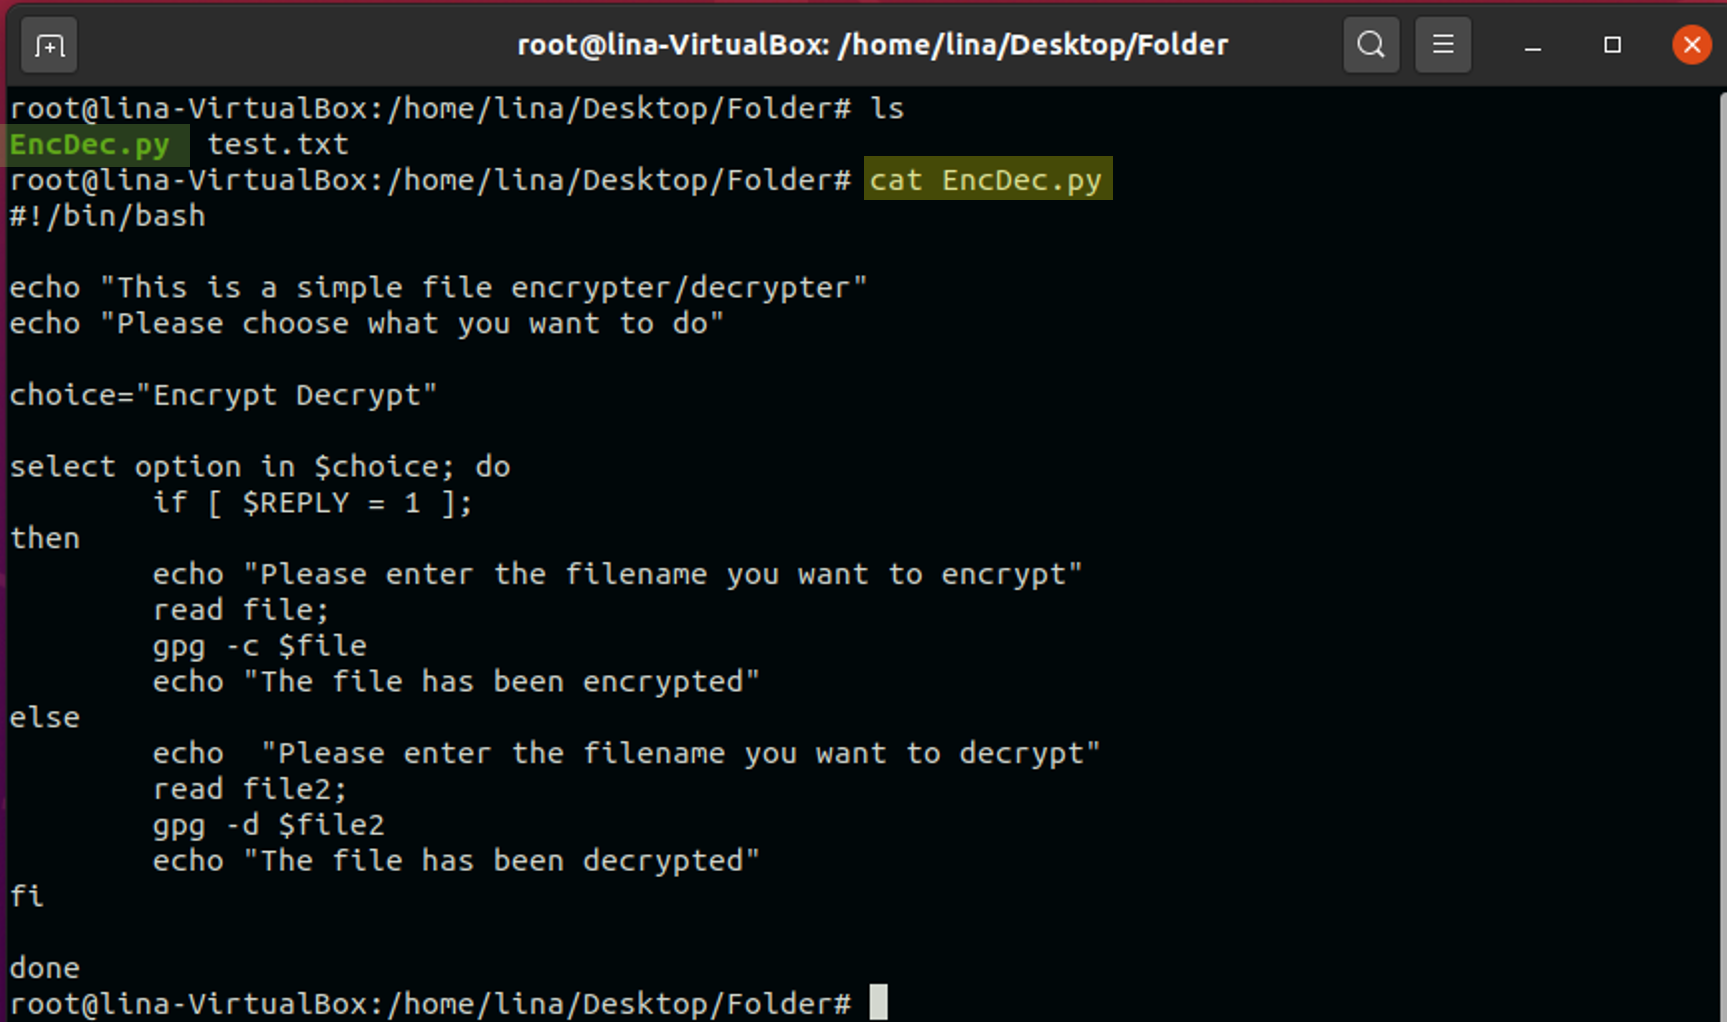 root@lina-VirtualBox: /home/lina/Desktop/Folder
root@lina-VirtualBox:/home/lina/Desktop/Folder# ls
EncDec.py  test.txt
root@lina-VirtualBox:/home/lina/Desktop/Folder# cat EncDec.py
#!/bin/bash

echo "This is a simple file encrypter/decrypter"
echo "Please choose what you want to do"

choice="Encrypt Decrypt"

select option in $choice; do
        if [ $REPLY = 1 ];
then
        echo "Please enter the filename you want to encrypt"
        read file;
        gpg -c $file
        echo "The file has been encrypted"
else
        echo  "Please enter the filename you want to decrypt"
        read file2;
        gpg -d $file2
        echo "The file has been decrypted"
fi

done
root@lina-VirtualBox:/home/lina/Desktop/Folder#